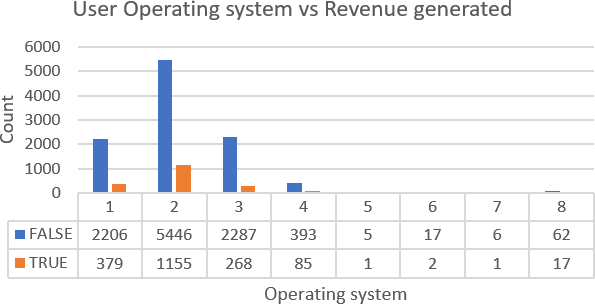 User Operating system vs Revenue generated
6000
5000
4000
3000
2000
1000
0
Count
1 2 3 4 5 6 7 8
FALSE 2206 5446 2287 393 5 17 6 62
TRUE 379 1155 268 85 1 2 1 17
Operating system